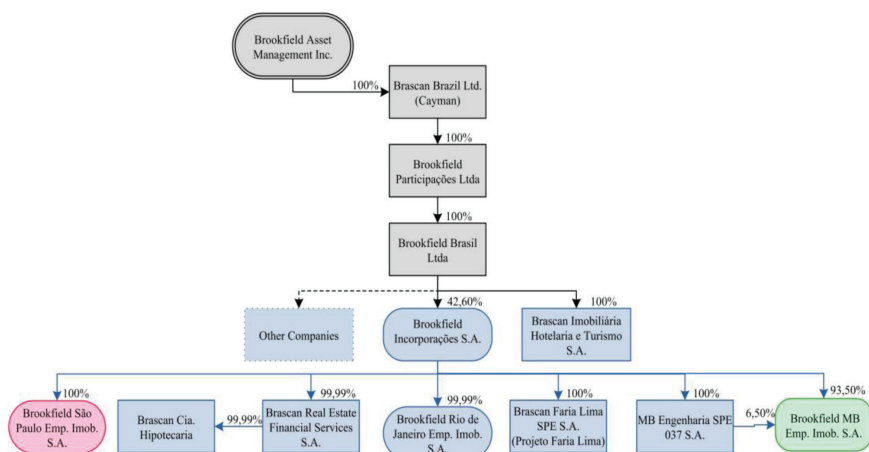 Brookfield Asset
Management Inc.
100%
Brascan Brazil Ltd.
(Cayman)
100%
Brookfield
Participações Ltda
100%
Brookfield Brasil
Ltda
42,60%
100%
Other Companies
Brookfield
Incorporações S.A.
Brascan Imobiliária
Hotelaria e Turismo
S.A.
100%
99,99%
99,99%
100%
100%
93,50%
Brookfield São
Paulo Emp. Imob.
S.A.
Brascan Cia.
Hipotecaria
99,99%
Brascan Real Estate
Financial Services
S.A.
Brookfield Rio de
Janeiro Emp. Imob.
S.A.
Brascan Faria Lima
SPE S.A.
(Projeto Faria Lima)
MB Engenharia SPE
037 S.A.
6,50%
Brookfield MB
Emp. Imob. S.A.